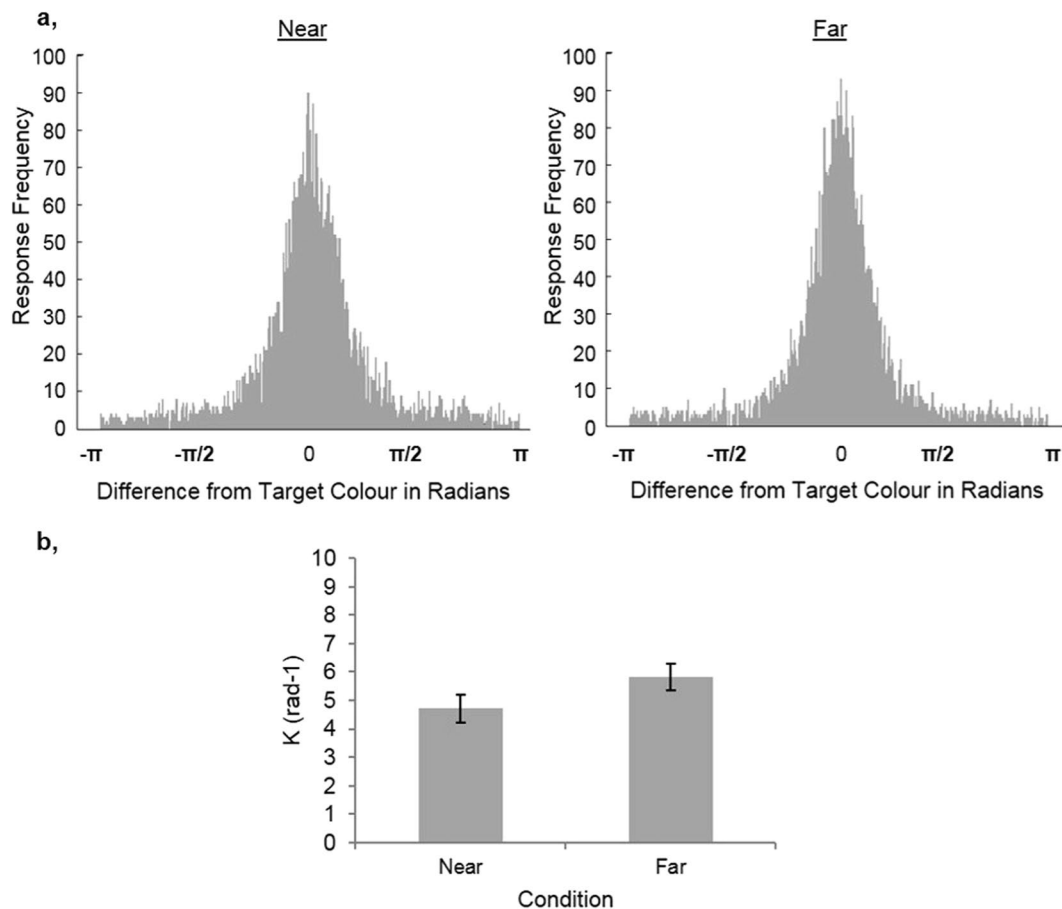 a,
Near
Response Frequency
100
90
80
70
60
50
40
30
20
10
0
-π -π/2 0 π/2 π
Difference from Target Colour in Radians
Far
Response Frequency
100
90
80
70
60
50
40
30
20
10
0
-π -π/2 0 π/2 π
Difference from Target Colour in Radians
b,
K (rad-1)
10
9
8
7
6
5
4
3
2
1
0
Near Far
Condition